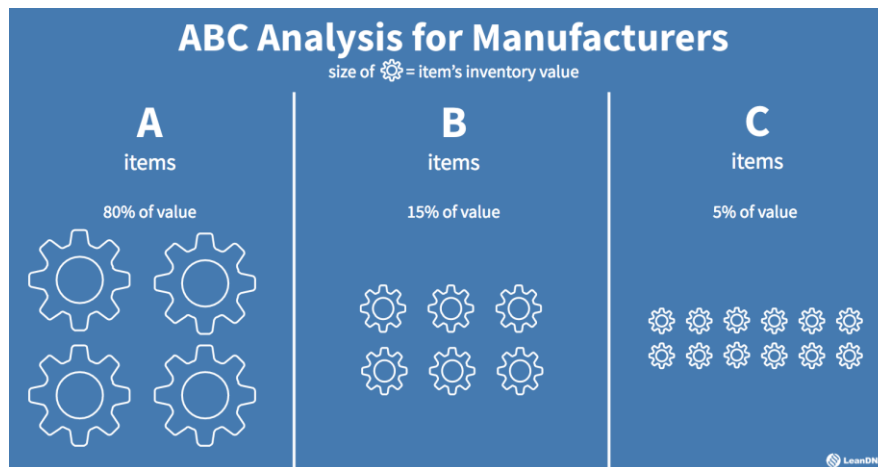 ABC Analysis for Manufacturers
size of = item's inventory value
A
items
80% of value
B
items
15% of value
C
items
5% of value
LeanDN